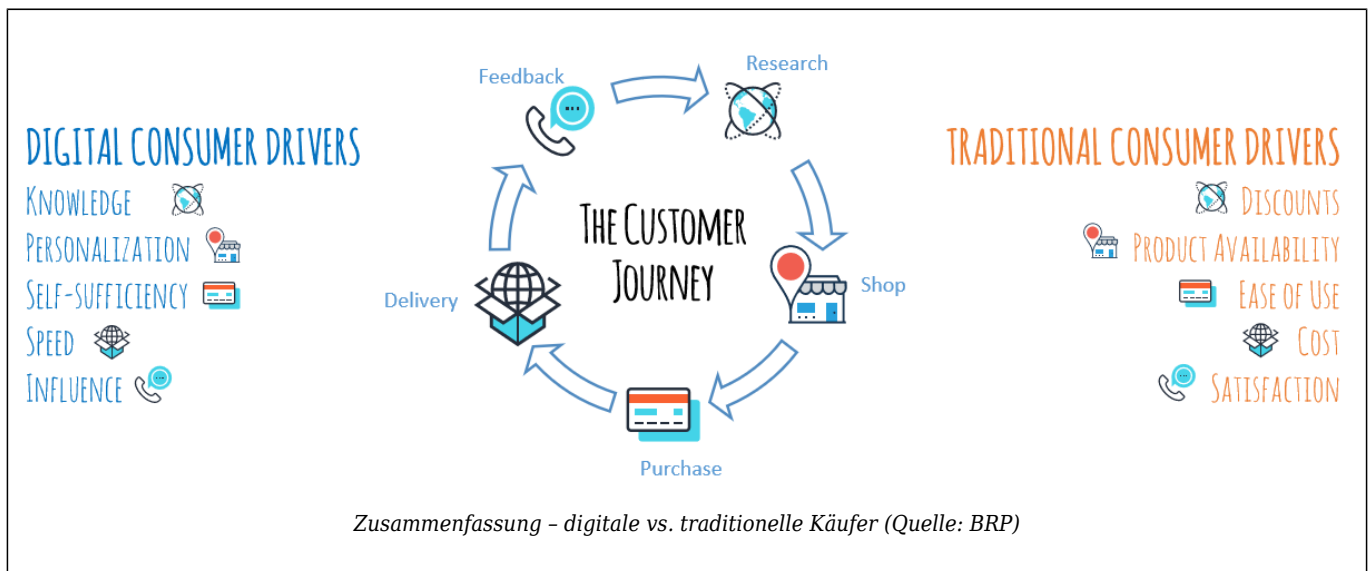 DIGITAL CONSUMER DRIVERS
KNOWLEDGE
PERSONALIZATION
SELF-SUFFICIENCY
SPEED
INFLUENCE
Feedback
Research
THE CUSTOMER
JOURNEY
Delivery
Shop
Purchase
TRADITIONAL CONSUMER DRIVERS
DISCOUNTS
PRODUCT AVAILABILITY
EASE OF USE
COST
SATISFACTION
Zusammenfassung – digitale vs. traditionelle Käufer (Quelle: BRP)